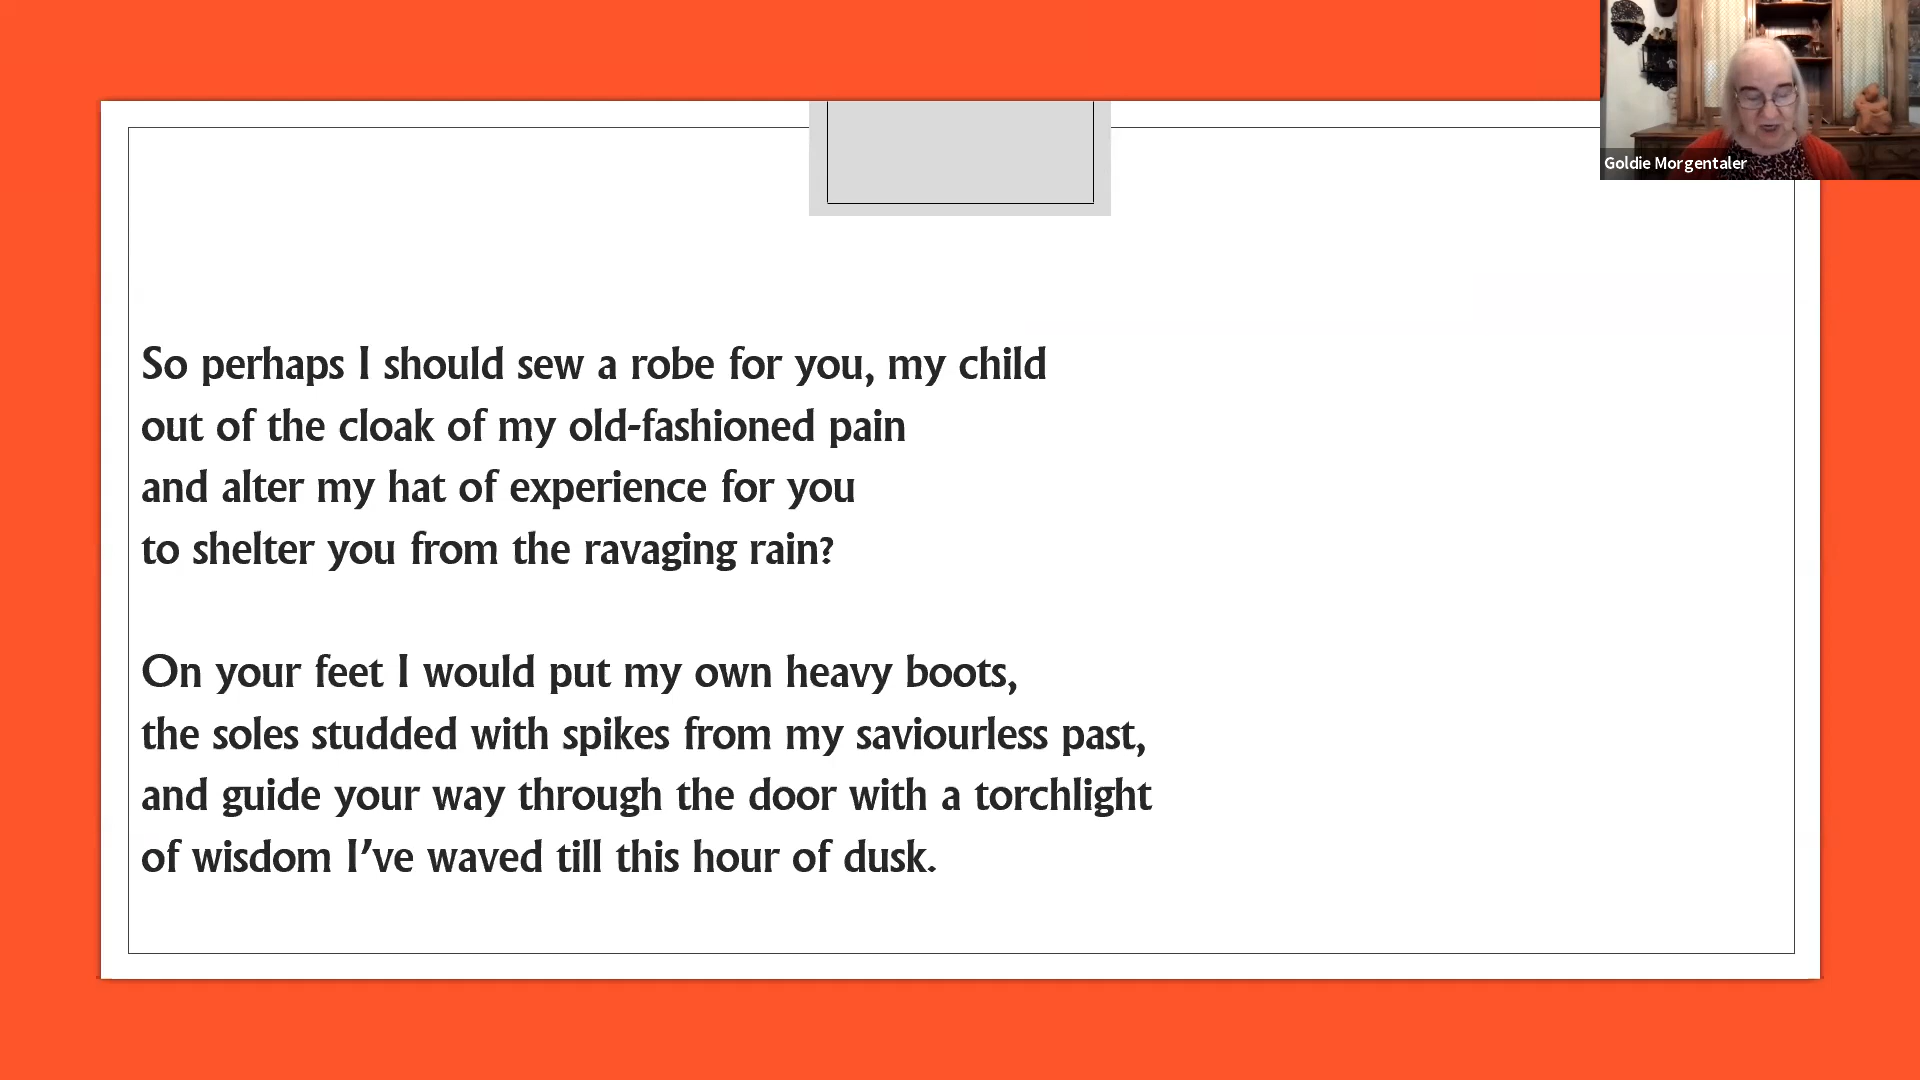 Goldie Morgentaler
So perhaps I should sew a robe for you, my child
out of the cloak of my old-fashioned pain
and alter my hat of experience for you
to shelter you from the ravaging rain?
On your feet I would put my own heavy boots,
the soles studded with spikes from my saviourless past,
and guide your way through the door with a torchlight
of wisdom I’ve waved till this hour of dusk.